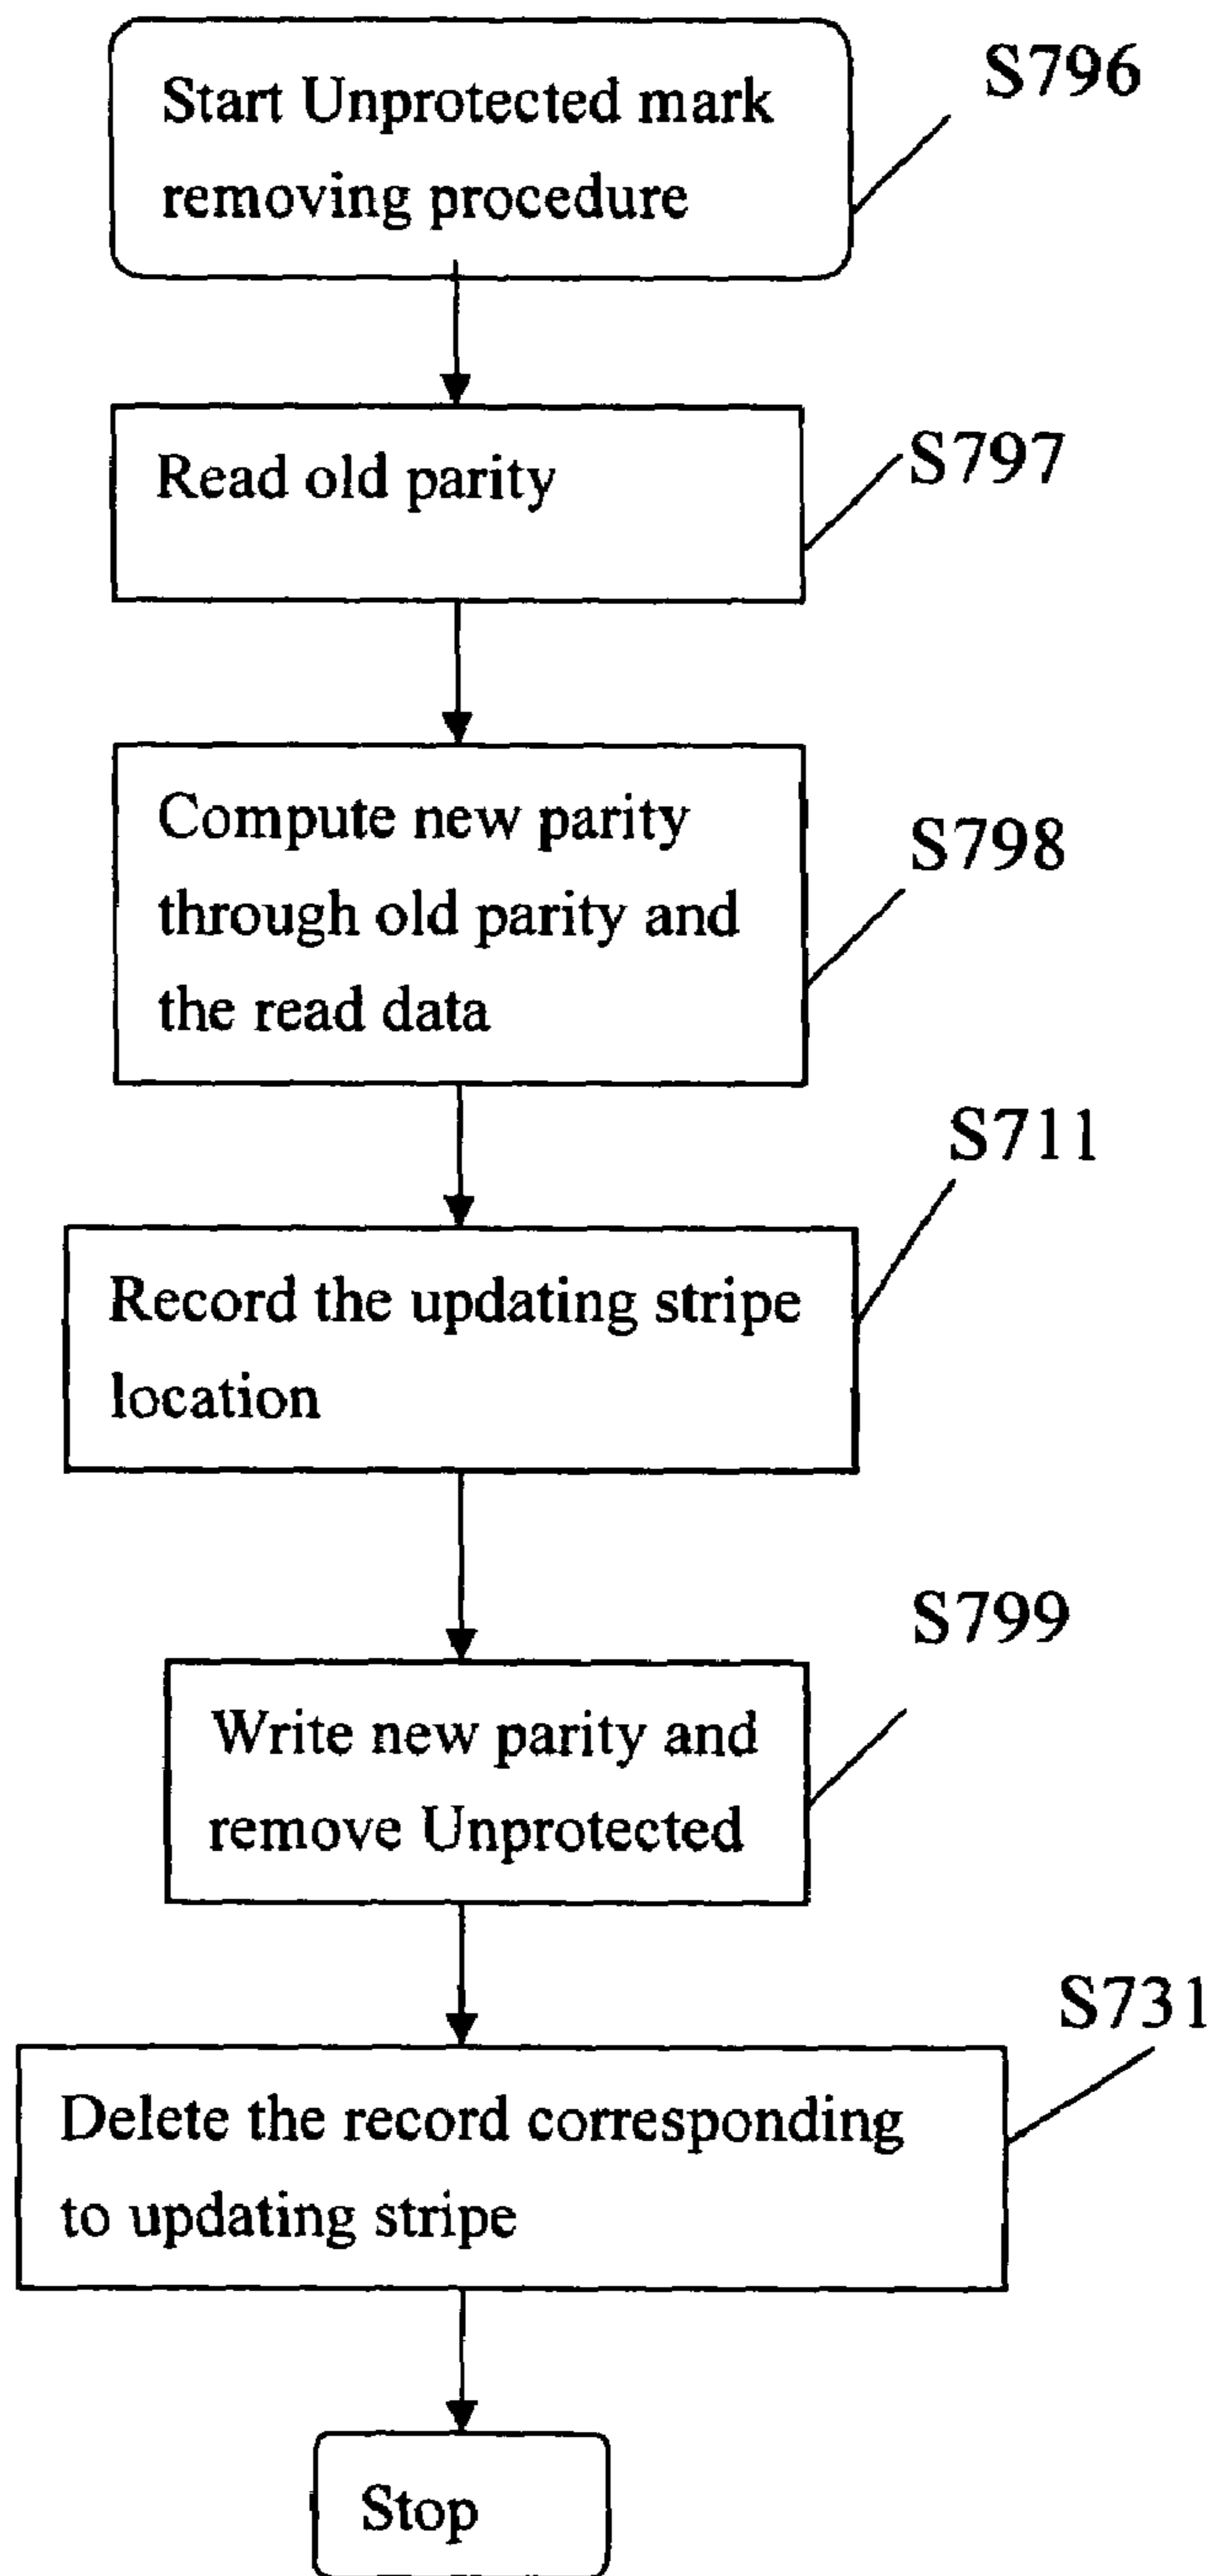 Start Unprotected mark
removing procedure
S796
Read old parity
S797
Compute new parity
through old parity and
the read data
S798
Record the updating stripe
location
S711
Write new parity and
remove Unprotected
S799
Delete the record corresponding
to updating stripe
S731
Stop